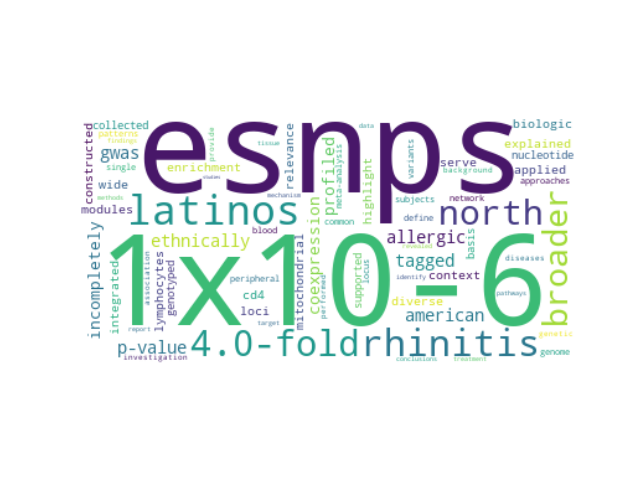 esnps
1x10-6
latinos
north
broader
4.0-fold
rhinitis
collected
patterns
findings
gwas
single
wide
modules
constructed
enrichment
provide
relevance
data
tissue
profiled
meta-analysis
highlight
variants
serve
background
biologic
explained
nucleotide
applied
approaches
studies
methods
mechanism
subjects
network
define
common
coexpression
blood
ethnically
incompletely
integrated
association
lymphocytes
genotyped
peripheral
cd4
loci
target
mitochondrial
performed
supported
locus
allergic
revealed
tagged
context
identify
basis
diseases
pathways
diverse
american
genetic
genome
p-value
report
investigation
conclusions
treatment